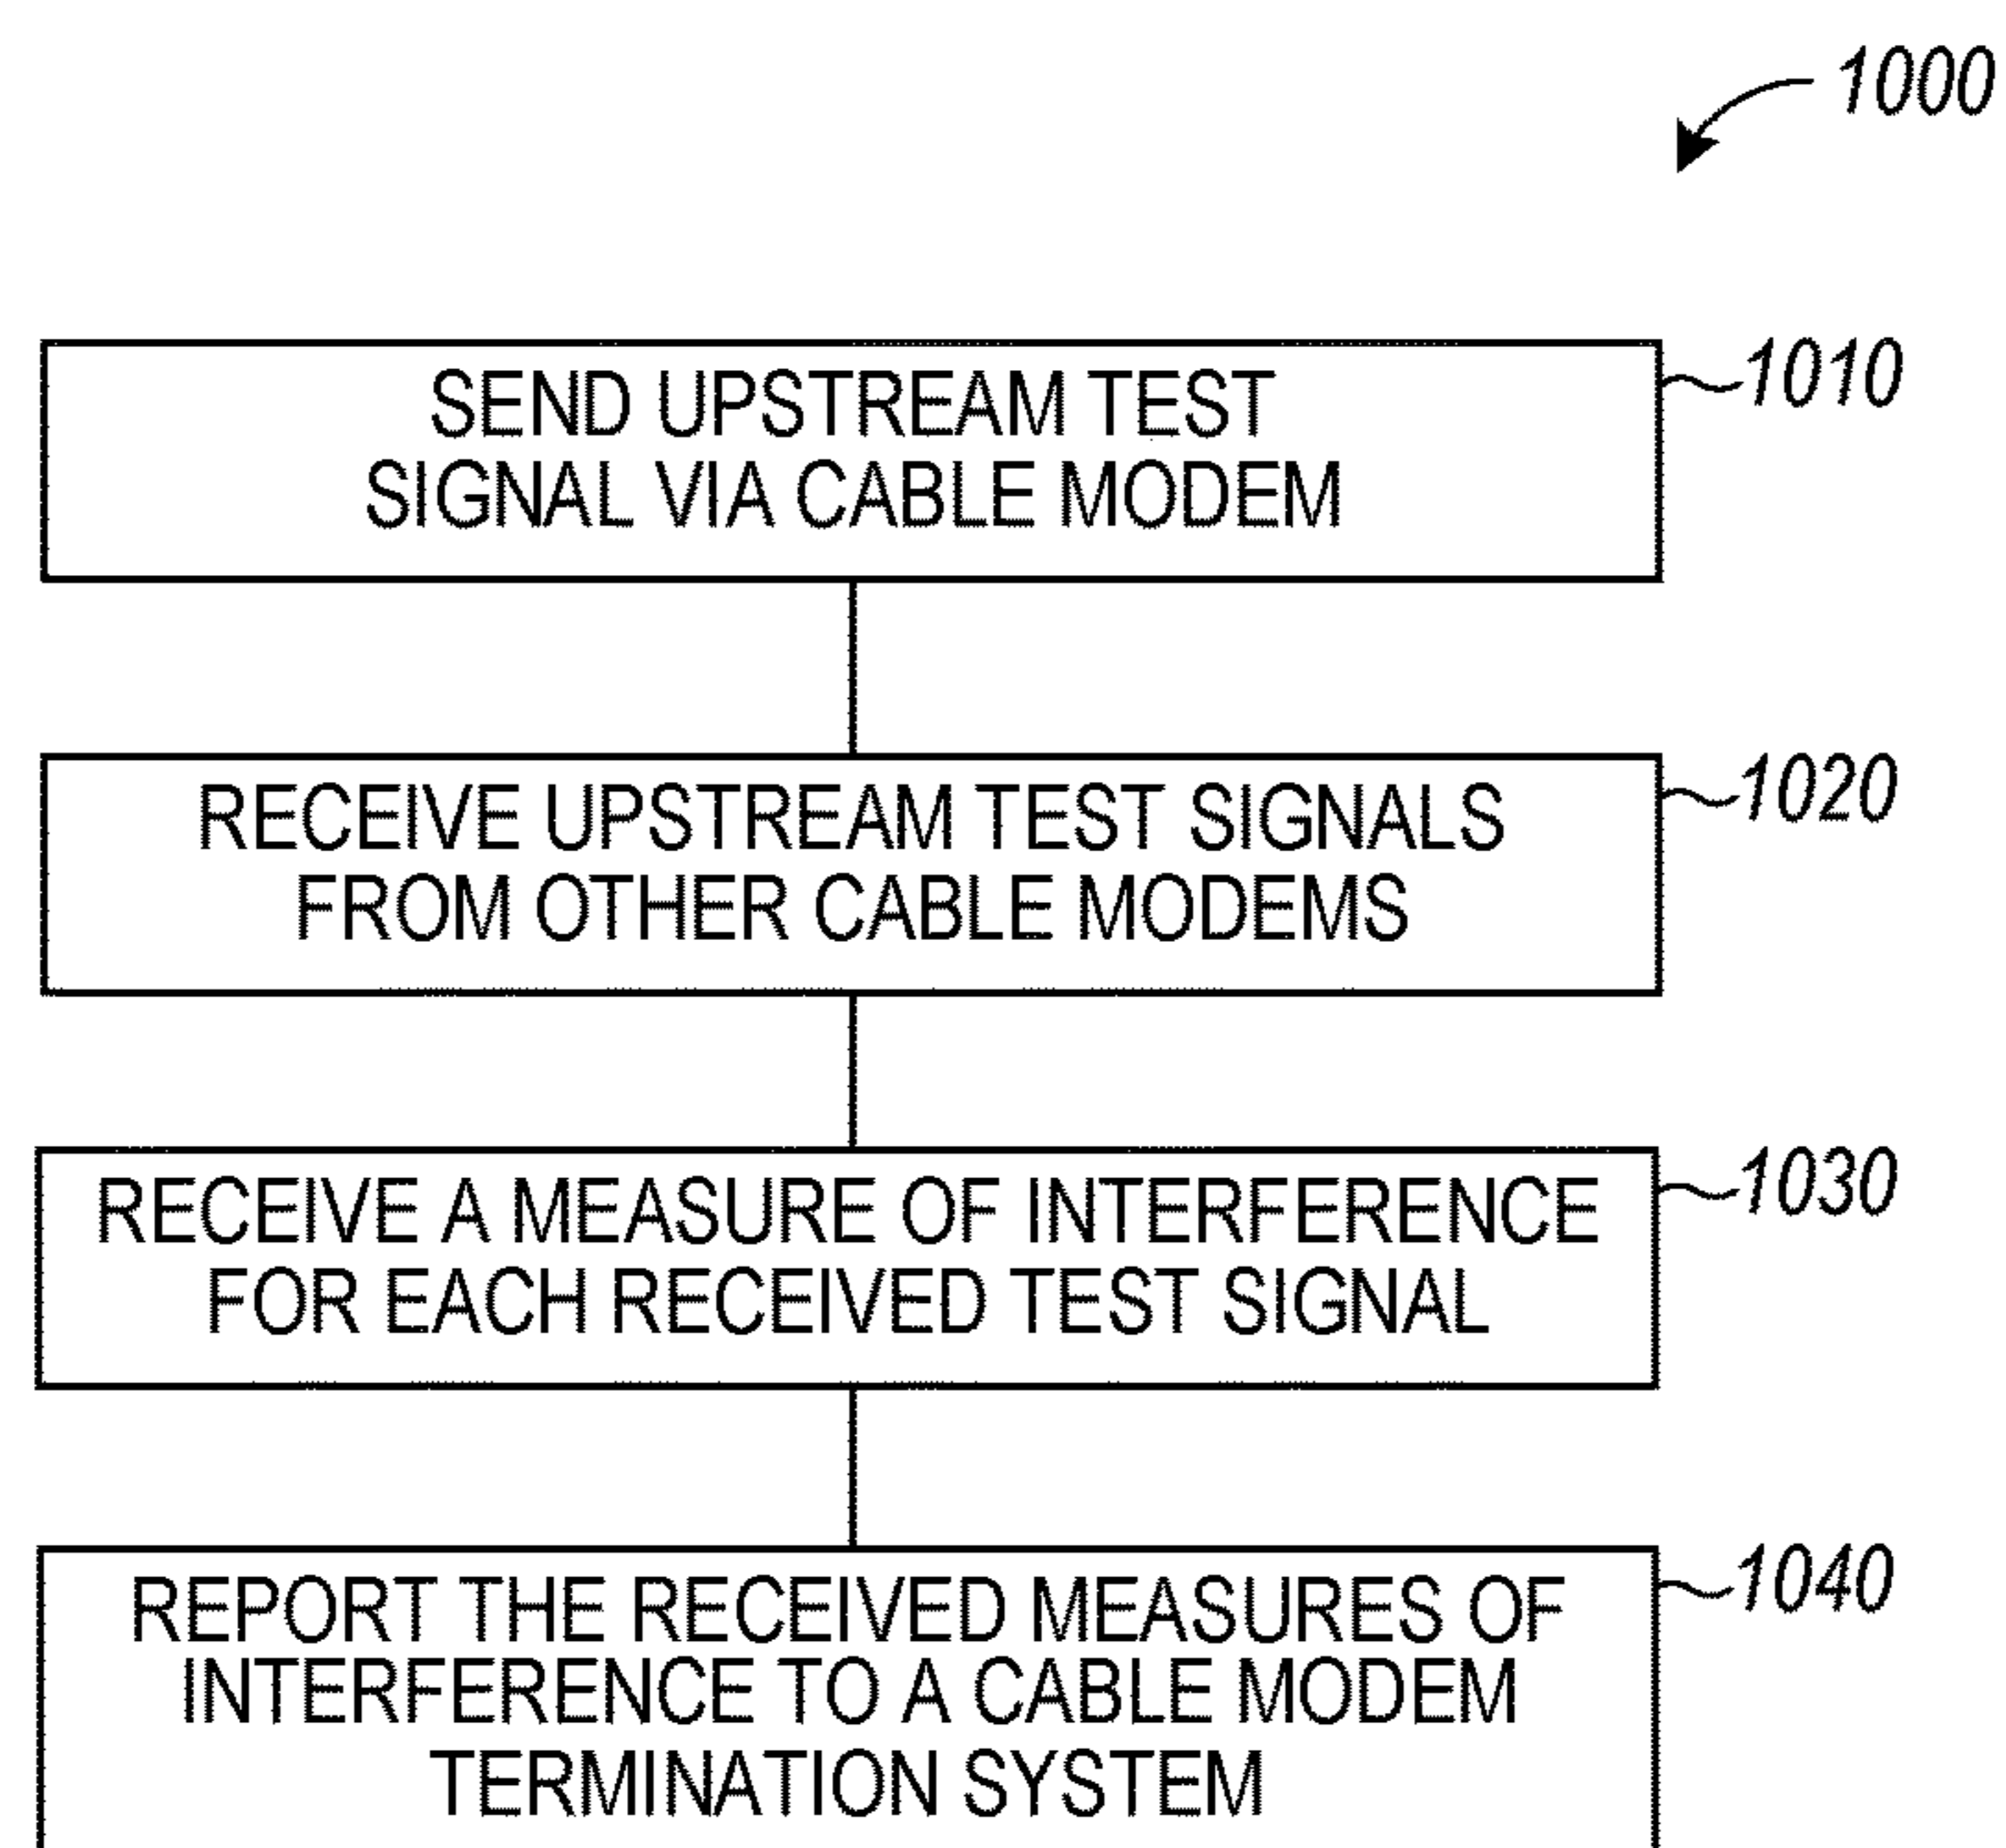 1000
SEND UPSTREAM TEST
SIGNAL VIA CABLE MODEM
1010
RECEIVE UPSTREAM TEST SIGNALS
FROM OTHER CABLE MODEMS
1020
RECEIVE A MEASURE OF INTERFERENCE
FOR EACH RECEIVED TEST SIGNAL
1030
REPORT THE RECEIVED MEASURES OF
INTERFERENCE TO A CABLE MODEM
TERMINATION SYSTEM
1040